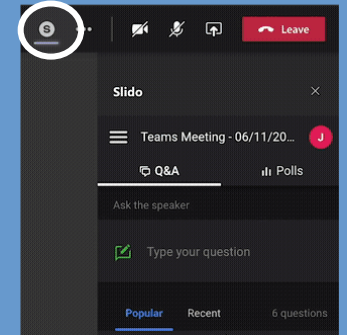 S
Leave
Slido
Teams Meeting - 06/11/20... J
Q&A Polls
Ask the speaker
Type your question
Popular Recent 6 questions